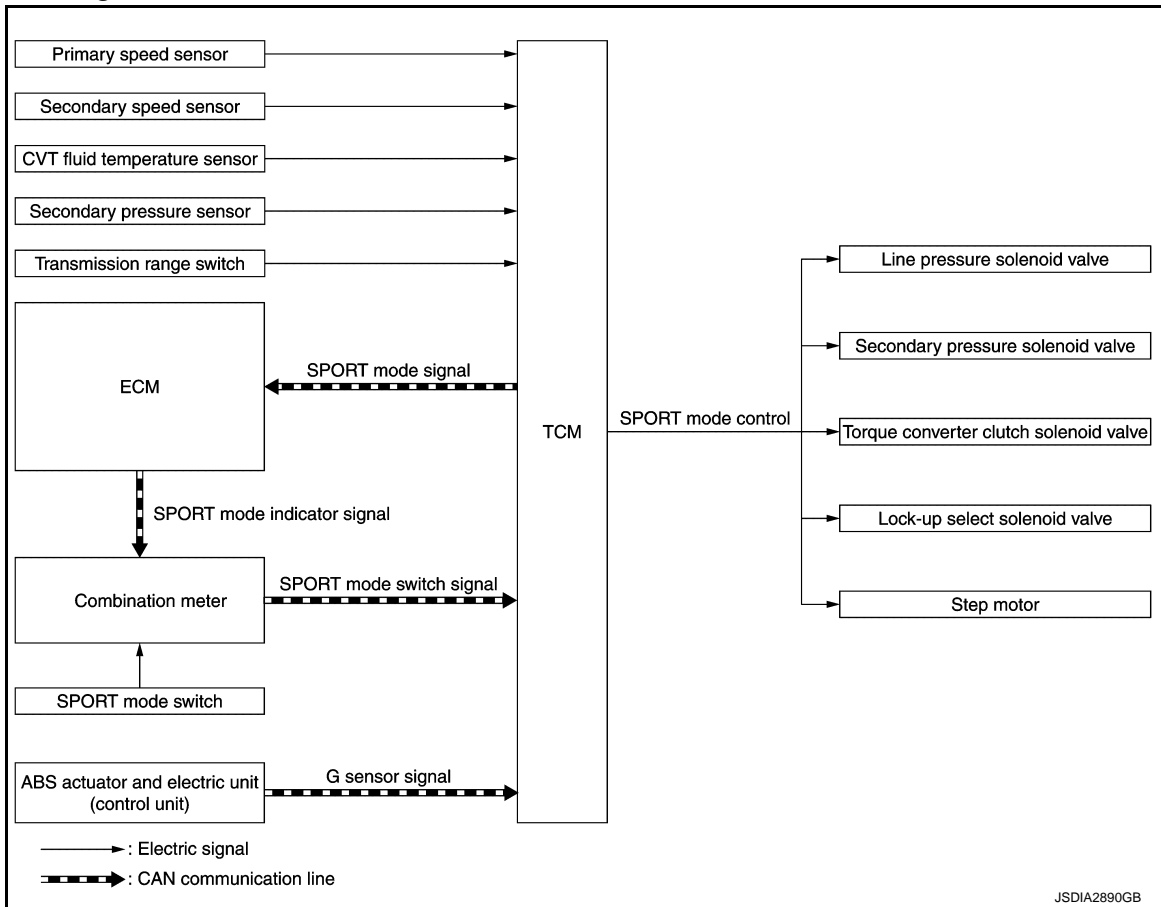 Primary speed sensor
Secondary speed sensor
CVT fluid temperature sensor
Secondary pressure sensor
Transmission range switch
ECM
SPORT mode signal
SPORT mode indicator signal
Combination meter
SPORT mode switch signal
SPORT mode switch
ABS actuator and electric unit
(control unit)
G sensor signal
TCM
SPORT mode control
Line pressure solenoid valve
Secondary pressure solenoid valve
Torque converter clutch solenoid valve
Lock-up select solenoid valve
Step motor
: Electric signal
: CAN communication line
JSDIA2890GB